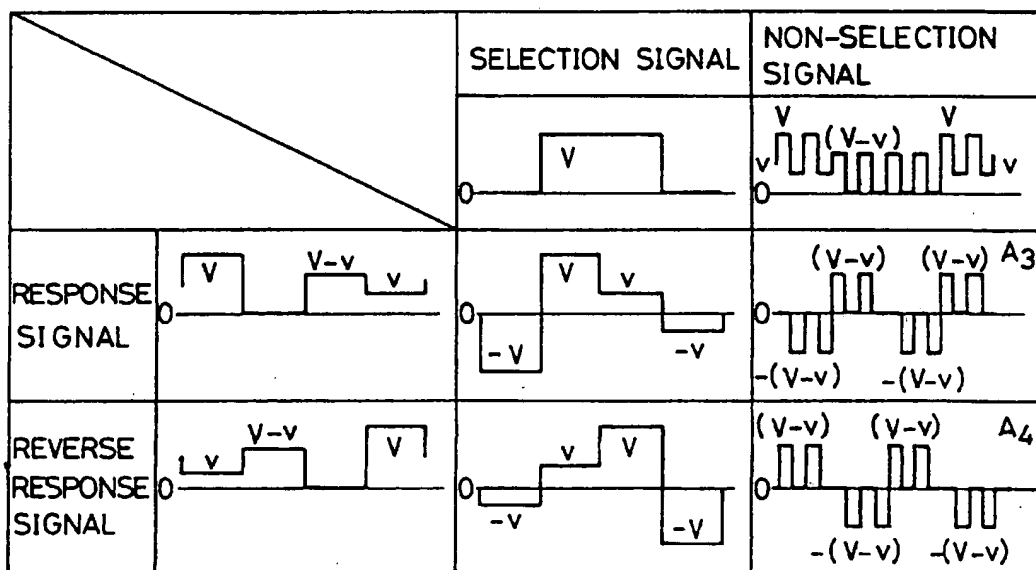 SELECTION SIGNAL
NON-SELECTION
SIGNAL
V
0
V
(V-v)
V
v
v
0
RESPONSE
SIGNAL
V
V-v
v
0
V
v
0
-V
-v
(V-v)
(V-v)
A3
0
-(V-v)
-(V-v)
REVERSE
RESPONSE
SIGNAL
V-v
v
V
0
v
V
0
-v
-V
(V-v)
(V-v)
A4
0
-(V-v)
-(V-v)